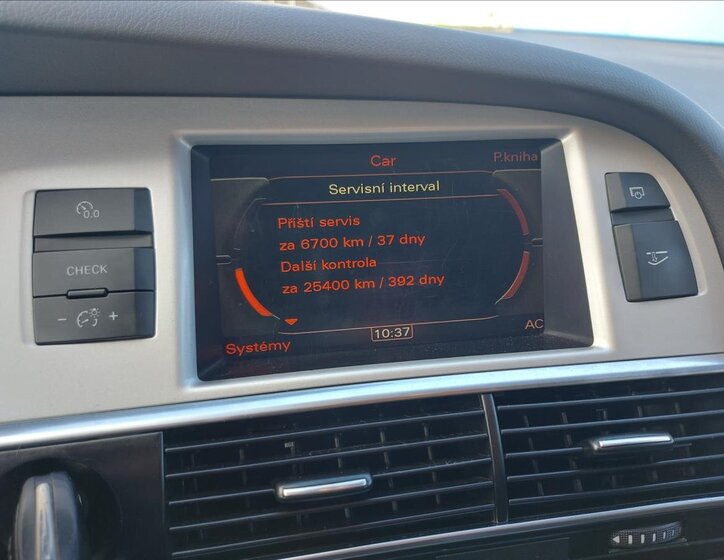 Car
P.kniha
Servisní interval
Příští servis
za 6700 km / 37 dny
Další kontrola
za 25400 km / 392 dny
10:37
Systémy
AC
0.0
CHECK
- +